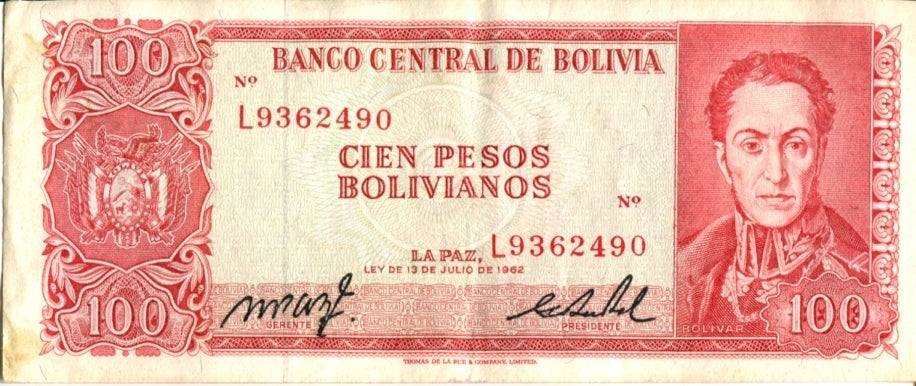 100
BANCO CENTRAL DE BOLIVIA
Nº
L9362490
CIEN PESOS
BOLIVIANOS
Nº
L9362490
LA PAZ,
LEY DE 13 DE JULIO DE 1962
GERENTE
PRESIDENTE
BOLIVAR
100
100
THOMAS DE LA RUE & COMPANY, LIMITED.